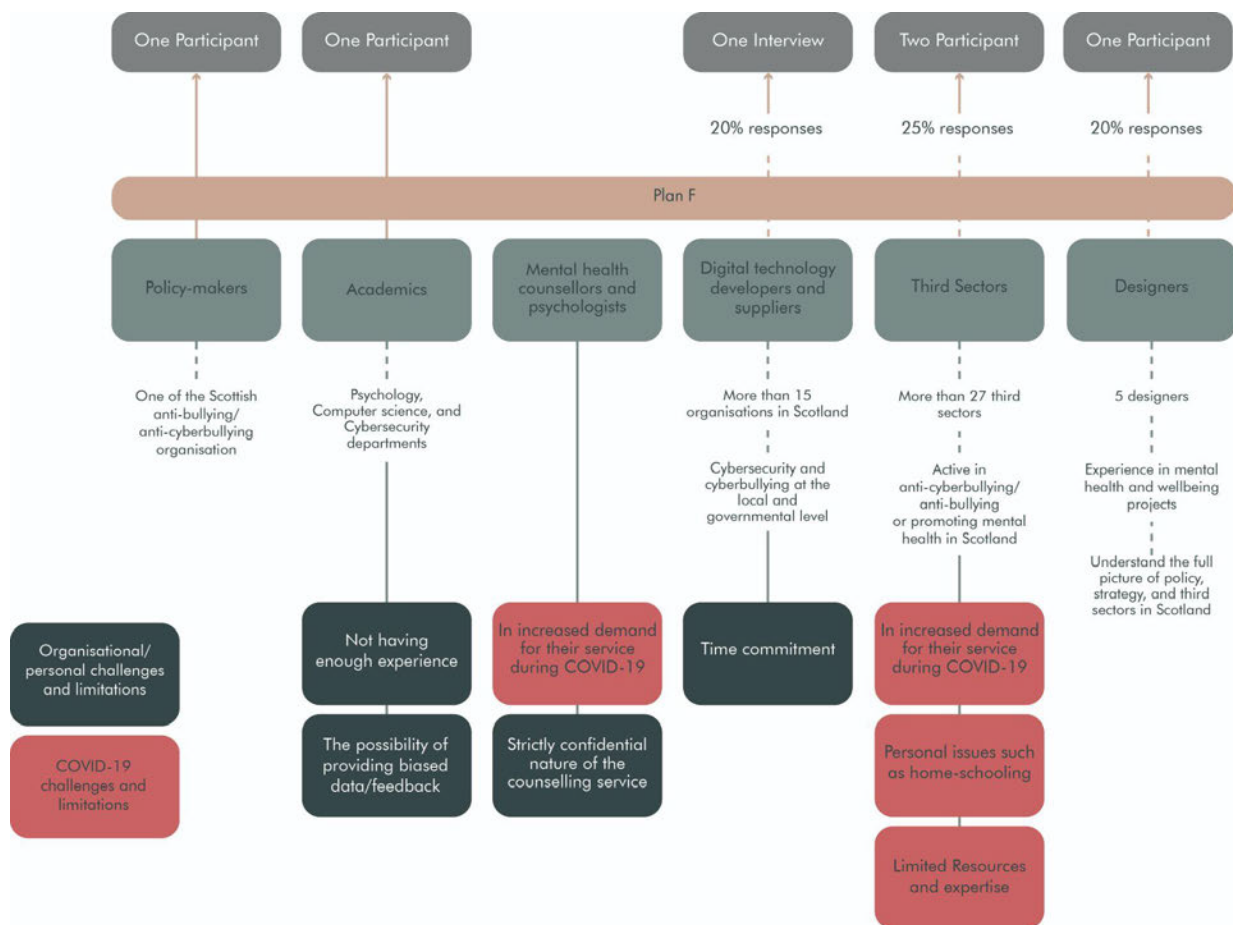 One Participant
One Participant
One Interview
Two Participant
One Participant
20% responses
25% responses
20% responses
Plan F
Policy-makers
Academics
Mental health
counsellors and
psychologists
Digital technology
developers and
suppliers
Third Sectors
Designers
One of the Scottish
anti-bullying/
anti-cyberbullying
organisation
Psychology,
Computer science, and
Cybersecurity
departments
More than 15
organisations in Scotland
Cybersecurity and
cyberbullying at the
local and
governmental level
More than 27 third
sectors
Active in
anti-cyberbullying/
anti-bullying
or promoting mental
health in Scotland
5 designers
Experience in mental
health and wellbeing
projects
Understand the full
picture of policy,
strategy, and third
sectors in Scotland
Organisational/
personal challenges
and limitations
COVID-19
challenges and
limitations
Not having
enough experience
The possibility of
providing biased
data/feedback
In increased demand
for their service
during COVID-19
Strictly confidential
nature of the
counselling service
Time commitment
In increased demand
for their service
during COVID-19
Personal issues such
as home-schooling
Limited Resources
and expertise